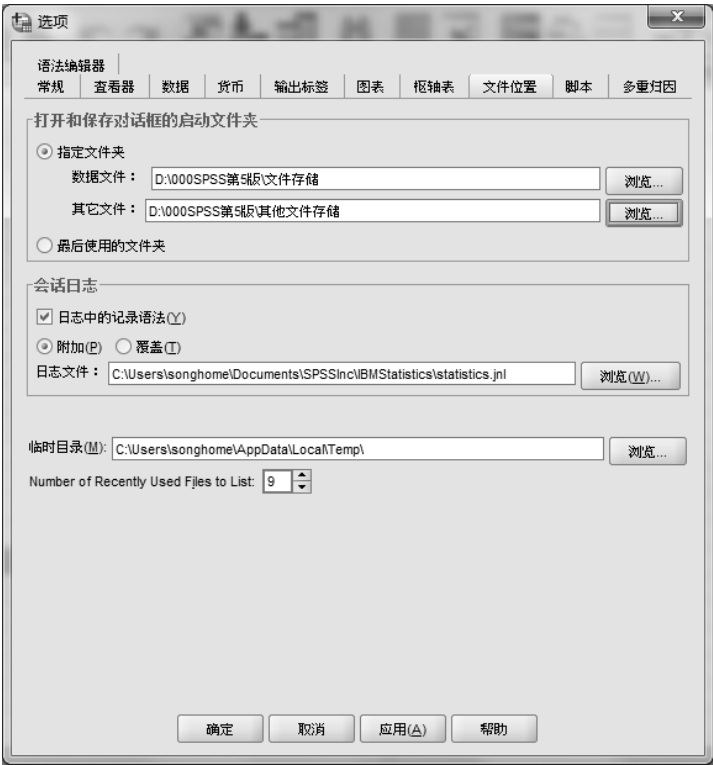 选项
语法编辑器
常规 查看器 数据 货币 输出标签 图表 枢轴表 文件位置 脚本 多重归因
打开和保存对话框的启动文件夹
指定文件夹
数据文件： D:\000SPSS第5版\文件存储 浏览...
其它文件： D:\000SPSS第5版\其他文件存储 浏览...
最后使用的文件夹
会话日志
日志中的记录语法(Y)
附加(P) 覆盖(T)
日志文件： C:\Users\songhome\Documents\SPSSInc\IBMStatistics\statistics.jnl 浏览(W)...
临时目录(M): C:\Users\songhome\AppData\Local\Temp\ 浏览...
Number of Recently Used Files to List: 9
确定 取消 应用(A) 帮助